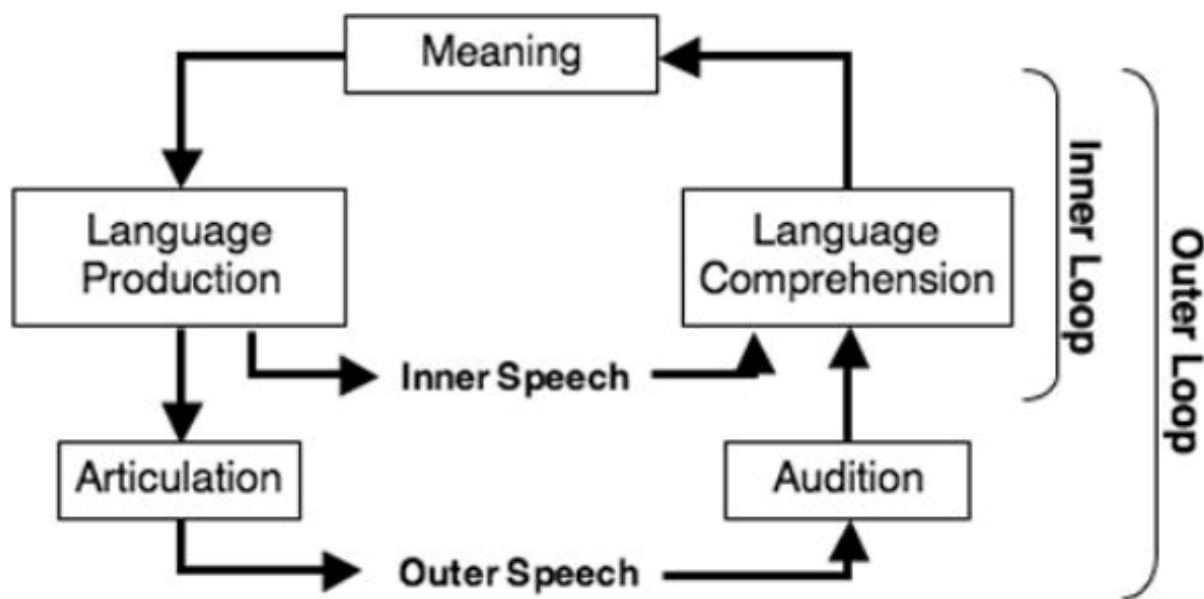 Meaning
Language
Production
Language
Comprehension
Inner Speech
Articulation
Audition
Outer Speech
Inner Loop
Outer Loop